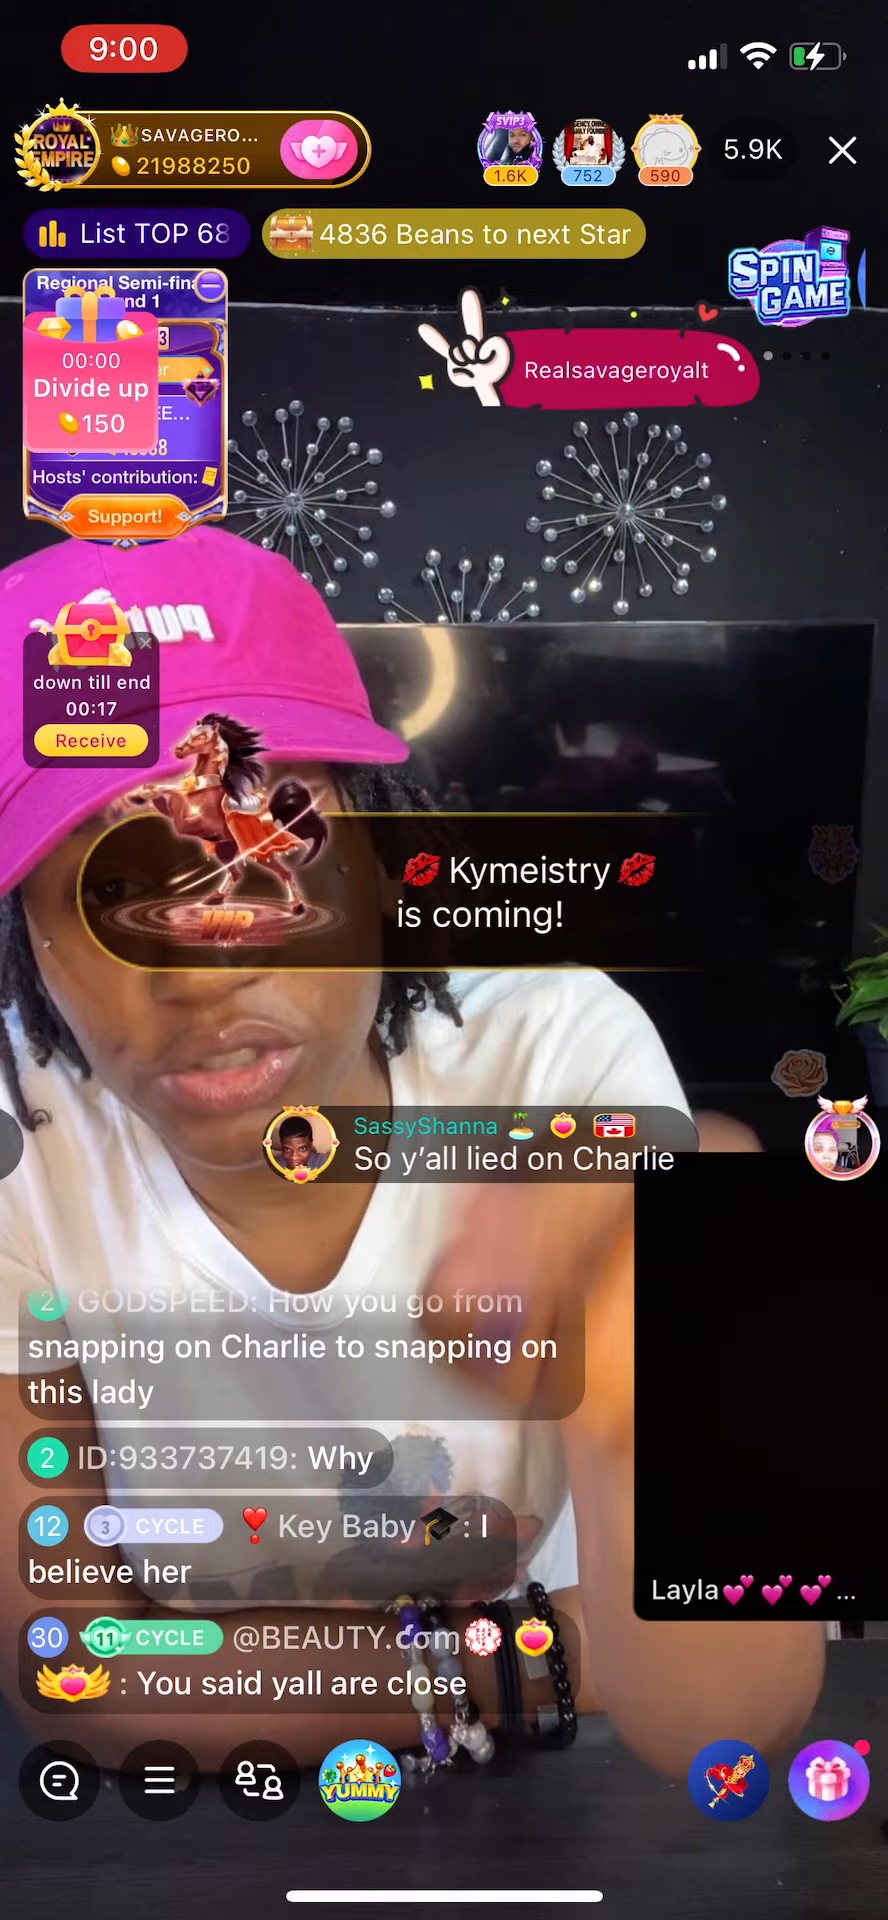 9:00
ROYAL
EMPIRE
👑SAVAGERO...
21988250
SVIP3
1.6K
752
590
5.9K
List TOP 68
4836 Beans to next Star
SPIN
GAME
Regional Semi-fina
nd 1
00:00
Divide up
150
Hosts' contribution:
Support!
Realsavageroyalt
down till end
00:17
Receive
VIP
💋 Kymeistry 💋
is coming!
SassyShanna 🏝️
So y'all lied on Charlie
2 GODSPEED: How you go from
snapping on Charlie to snapping on
this lady
2 ID:933737419: Why
12 3 CYCLE ❣️ Key Baby🎓: I
believe her
30 11 CYCLE @BEAUTY.ƈσɱ
: You said yall are close
Layla💕💕💕...
YUMMY